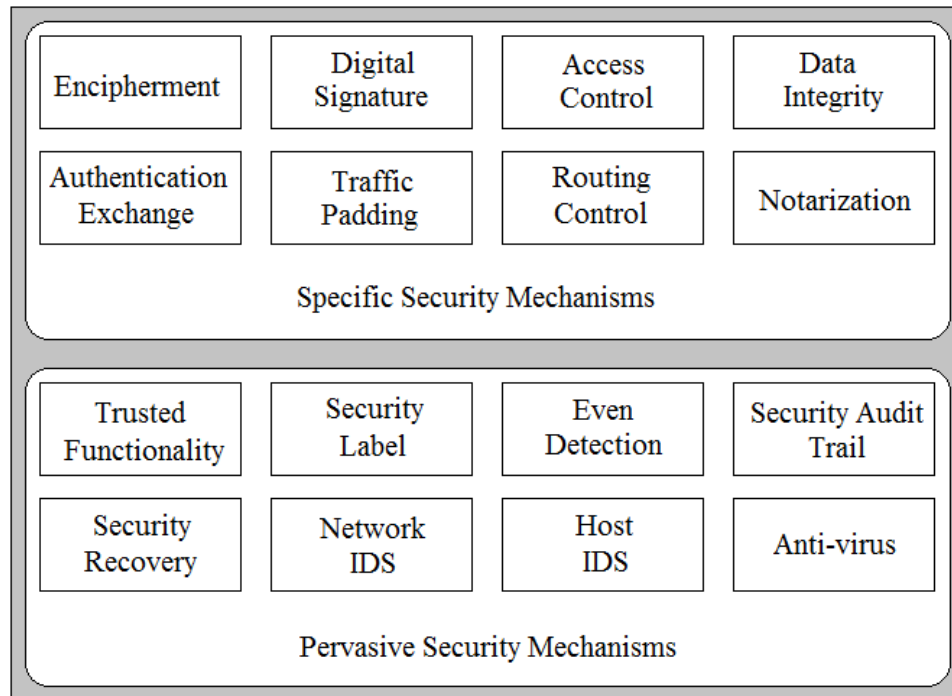 Encipherment
Digital
Signature
Access
Control
Data
Integrity
Authentication
Exchange
Traffic
Padding
Routing
Control
Notarization
Specific Security Mechanisms
Trusted
Functionality
Security
Label
Even
Detection
Security Audit
Trail
Security
Recovery
Network
IDS
Host
IDS
Anti-virus
Pervasive Security Mechanisms